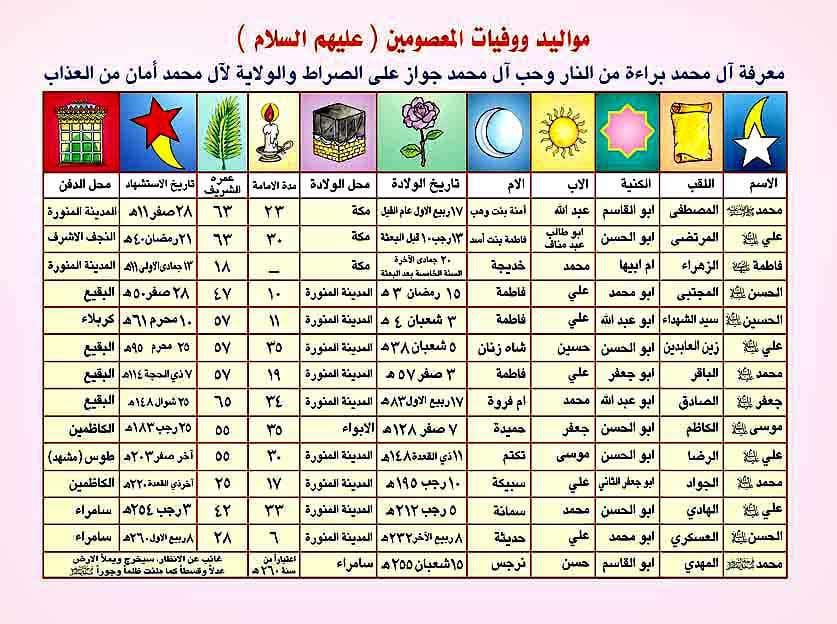 مواليد ووفيات المعصومين ( عليهم السلام )
معرفة آل محمد براءة من النار وحب آل محمد جواز على الصراط والولاية لآل محمد أمان من العذاب
الاسم اللقب الكنية الاب الام تاريخ الولادة محل الولادة مدة الامامة عمره الشريف تاريخ الاستشهاد محل الدفن
محمد ﷺ المصطفى ابو القاسم عبد الله آمنة بنت وهب ١٧ ربيع الاول عام الفيل مكة ٢٣ ٦٣ ٢٨ صفر ١١هـ المدينة المنورة
علي المرتضى ابو الحسن ابو طالب عبد مناف فاطمة بنت أسد ١٣ رجب ١٠ قبل البعثة مكة ٣٠ ٦٣ ٢١ رمضان ٤٠هـ النجف الاشرف
فاطمة الزهراء ام ابيها محمد خديجة ٢٠ جمادى الآخرة السنة الخامسة بعد البعثة مكة _ ١٨ ١٣ جمادى الاولى ١١هـ المدينة المنورة
الحسن المجتبى ابو محمد علي فاطمة ١٥ رمضان ٣ هـ المدينة المنورة ١٠ ٤٧ ٢٨ صفر ٥٠هـ البقيع
الحسين سيد الشهداء ابو عبد الله علي فاطمة ٣ شعبان ٤ هـ المدينة المنورة ١١ ٥٧ ١٠ محرم ٦١هـ كربلاء
علي زين العابدين ابو الحسن حسين شاه زنان ٥ شعبان ٣٨ هـ المدينة المنورة ٣٥ ٥٧ ٢٥ محرم ٩٥هـ البقيع
محمد الباقر ابو جعفر علي فاطمة ٣ صفر ٥٧ هـ المدينة المنورة ١٩ ٥٧ ٧ ذي الحجة ١١٤هـ البقيع
جعفر الصادق ابو عبد الله محمد ام فروة ١٧ ربيع الاول ٨٣هـ المدينة المنورة ٣٤ ٦٥ ٢٥ شوال ١٤٨هـ البقيع
موسى الكاظم ابو الحسن جعفر حميدة ٧ صفر ١٢٨ هـ الابواء ٣٥ ٥٥ ٢٥ رجب ١٨٣هـ الكاظمين
علي الرضا ابو الحسن موسى تكتم ١١ ذي القعدة ١٤٨هـ المدينة المنورة ٣٠ ٥٥ آخر صفر ٢٠٣هـ طوس (مشهد)
محمد الجواد ابو جعفر الثاني علي سبيكة ١٠ رجب ١٩٥هـ المدينة المنورة ١٧ ٢٥ آخر ذي القعدة ٢٢٠هـ الكاظمين
علي الهادي ابو الحسن محمد سمانة ٥ رجب ٢١٢هـ المدينة المنورة ٣٣ ٤٢ ٣ رجب ٢٥٤هـ سامراء
الحسن العسكري ابو محمد علي حديثة ٨ ربيع الآخر ٢٣٢هـ المدينة المنورة ٦ ٢٨ ٨ ربيع الاول ٢٦٠هـ سامراء
محمد المهدي ابو القاسم حسن نرجس ١٥ شعبان ٢٥٥هـ سامراء اعتباراً من سنة ٢٦٠هـ غائب عن الانظار، سيخرج ويملأ الارض
عدلاً وقسطاً كما ملئت ظلماً وجوراً